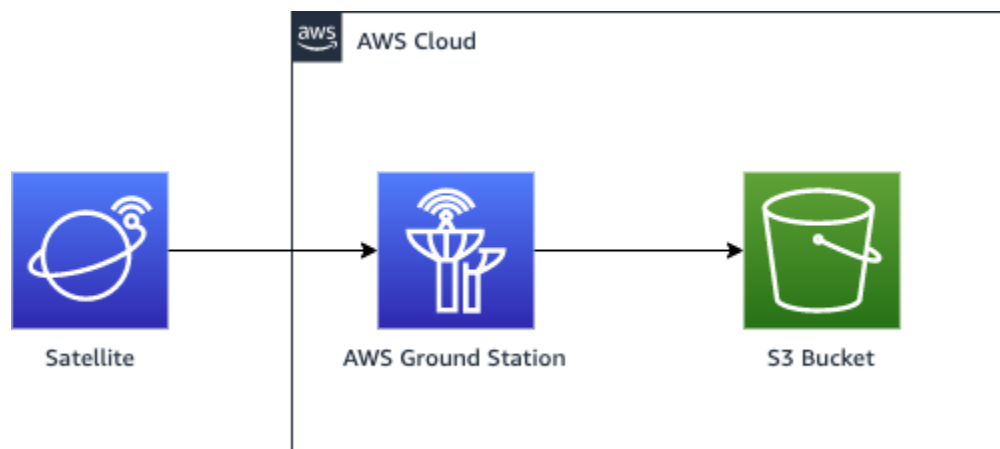 aws
AWS Cloud
Satellite
AWS Ground Station
S3 Bucket